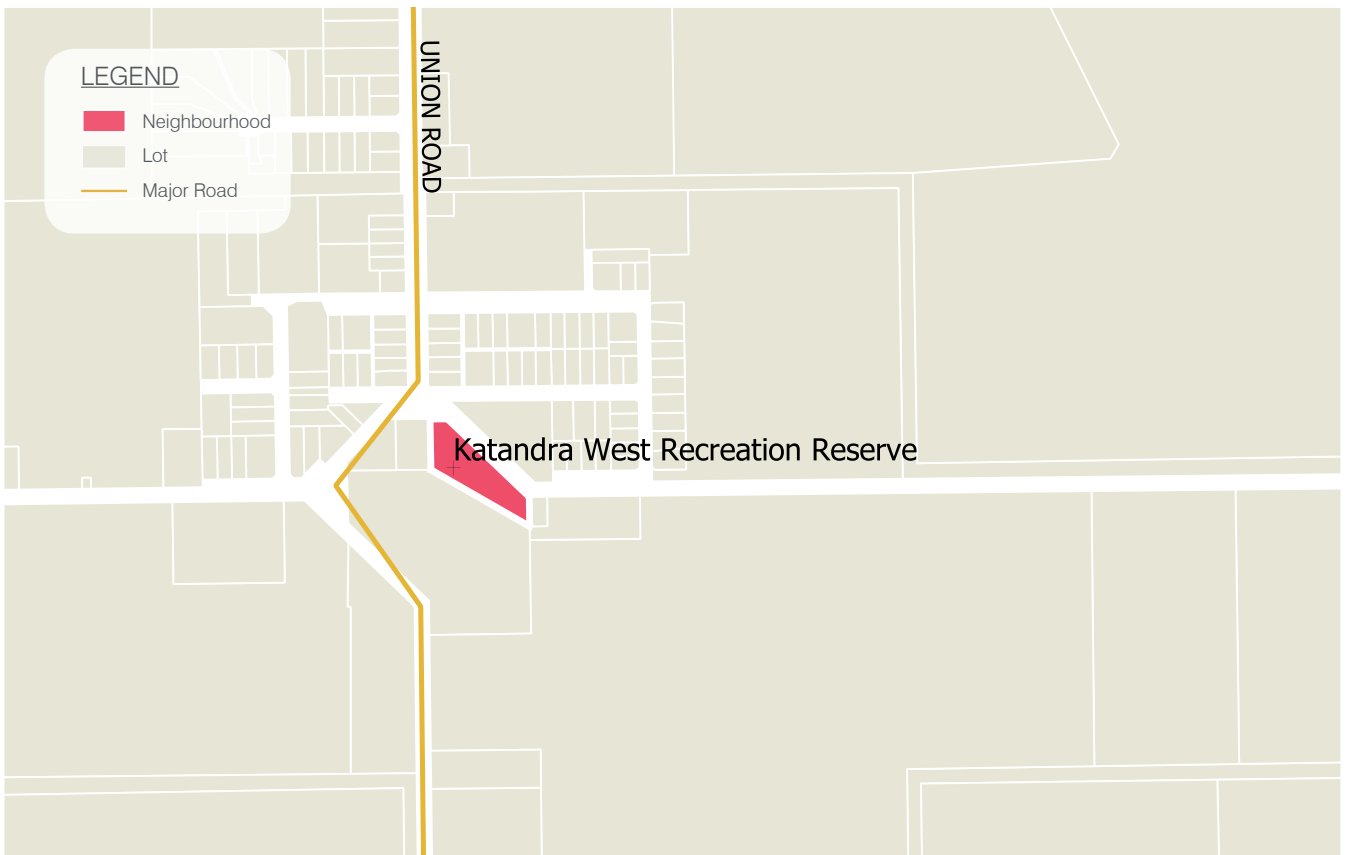 LEGEND
Neighbourhood
Lot
Major Road
UNION ROAD
Katandra West Recreation Reserve